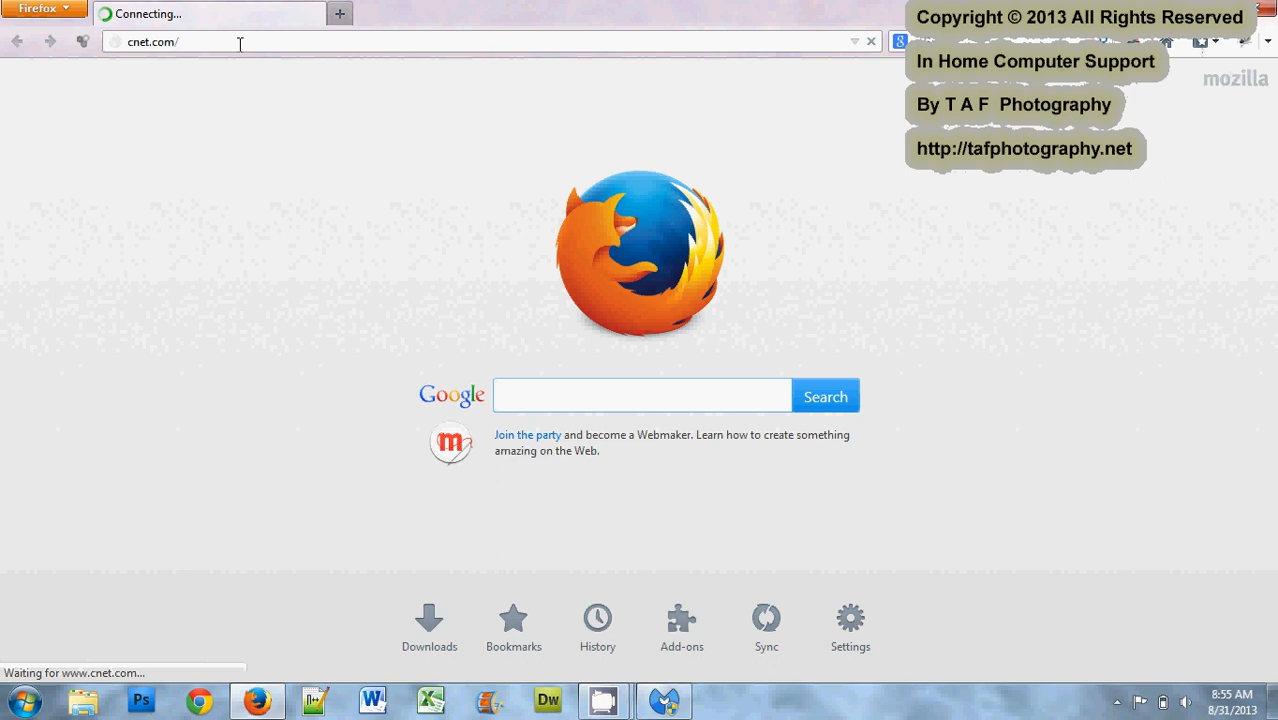 Firefox
Connecting...
cnet.com/
Copyright © 2013 All Rights Reserved
In Home Computer Support
By T A F Photography
http://tafphotography.net
mozilla
Google
Search
Join the party and become a Webmaker. Learn how to create something
amazing on the Web.
Downloads
Bookmarks
History
Add-ons
Sync
Settings
Waiting for www.cnet.com...
Ps
W
Dw
8:55 AM
8/31/2013